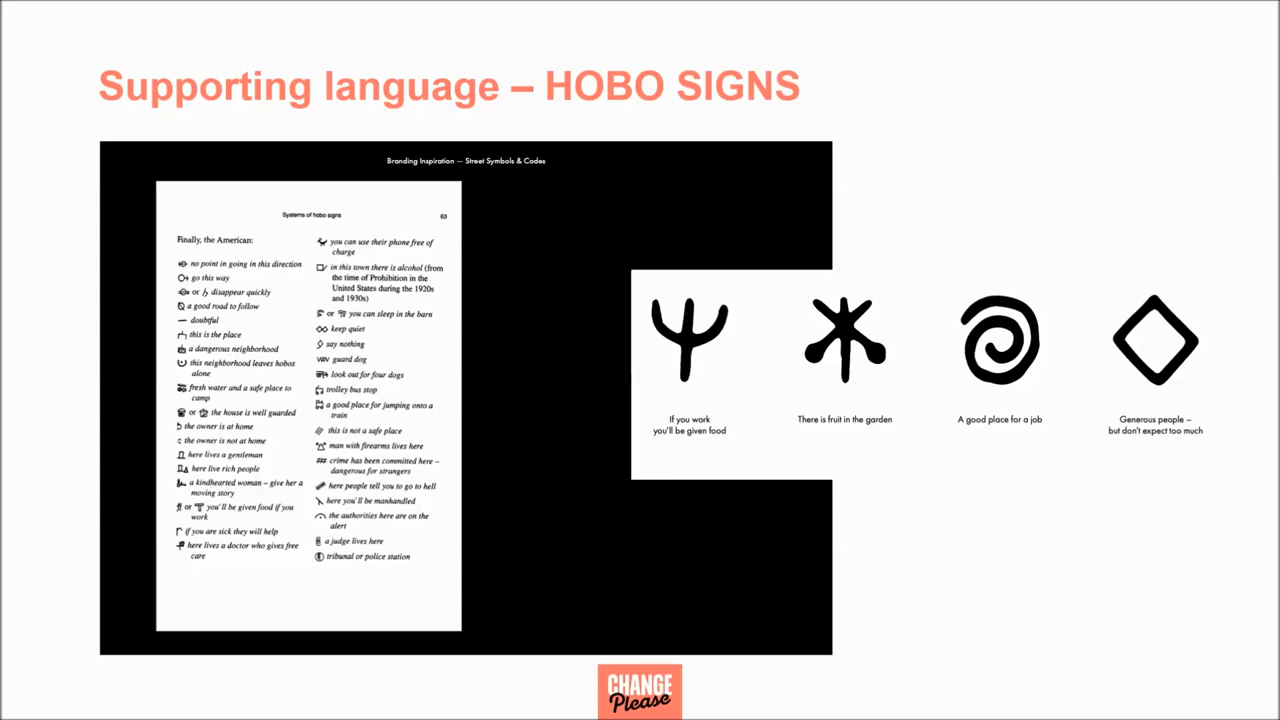 Supporting language – HOBO SIGNS
Branding Inspiration — Street Symbols & Codes
Systems of hobo signs
63
Finally, the American:
no point in going in this direction
go this way
or disappear quickly
a good road to follow
doubtful
this is the place
a dangerous neighborhood
this neighborhood leaves hobos
alone
fresh water and a safe place to
camp
or the house is well guarded
the owner is at home
the owner is not at home
here lives a gentleman
here live rich people
a kindhearted woman – give her a
moving story
or you'll be given food if you
work
if you are sick they will help
here lives a doctor who gives free
care
you can use their phone free of
charge
in this town there is alcohol (from
the time of Prohibition in the
United States during the 1920s
and 1930s)
or you can sleep in the barn
keep quiet
say nothing
guard dog
look out for four dogs
trolley bus stop
a good place for jumping onto a
train
this is not a safe place
man with firearms lives here
crime has been committed here –
dangerous for strangers
here people tell you to go to hell
here you'll be manhandled
the authorities here are on the
alert
a judge lives here
tribunal or police station
If you work
you'll be given food
There is fruit in the garden
A good place for a job
Generous people –
but don't expect too much
CHANGE
Please